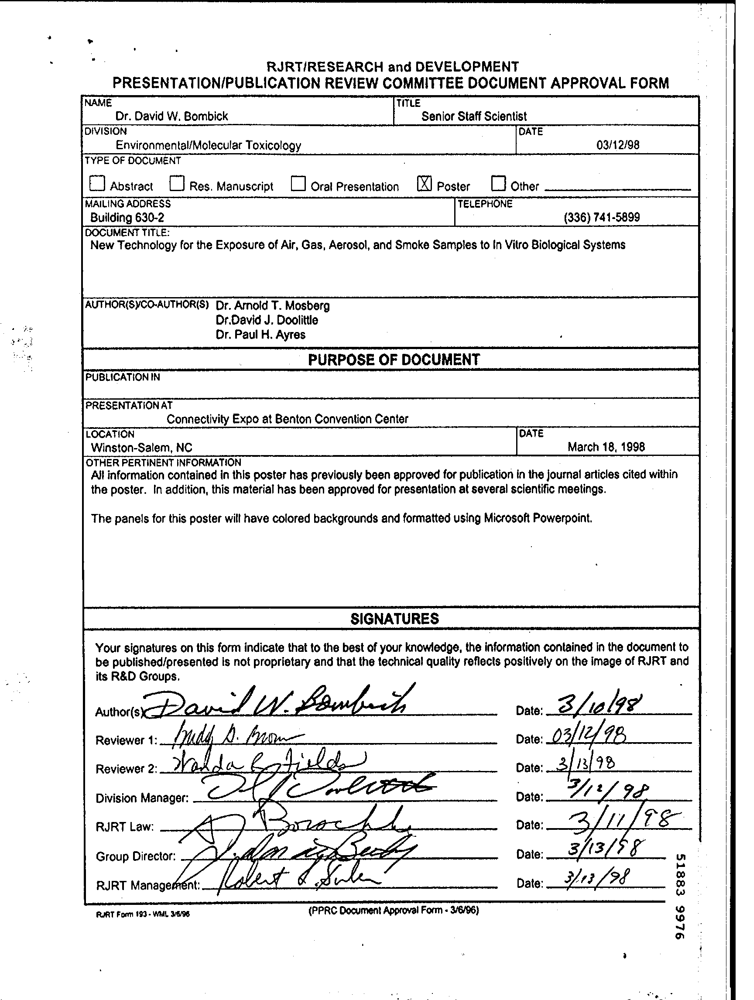 RJRT/RESEARCH and DEVELOPMENT
PRESENTATION/PUBLICATION REVIEW COMMITTEE DOCUMENT APPROVAL FORM
NAME TITLE
Dr. David W. Bombick Senior Staff Scientist
DIVISION DATE
Environmental/Molecular Toxicology 03/12/98
TYPE OF DOCUMENT
Abstract Res. Manuscript Oral Presentation X Poster Other
MAILING ADDRESS TELEPHONE
Building 630-2 (336) 741-5899
DOCUMENT TITLE:
New Technology for the Exposure of Air, Gas, Aerosol, and Smoke Samples to In Vitro Biological Systems
AUTHOR(S)/CO-AUTHOR(S) Dr. Arnold T. Mosberg
Dr.David J. Doolittle
Dr. Paul H. Ayres
PURPOSE OF DOCUMENT
PUBLICATION IN
PRESENTATION AT
Connectivity Expo at Benton Convention Center
LOCATION DATE
Winston-Salem, NC March 18, 1998
OTHER PERTINENT INFORMATION
All information contained in this poster has previously been approved for publication in the journal articles cited within
the poster. In addition, this material has been approved for presentation at several scientific meetings.
The panels for this poster will have colored backgrounds and formatted using Microsoft Powerpoint.
SIGNATURES
Your signatures on this form indicate that to the best of your knowledge, the information contained in the document to
be published/presented is not proprietary and that the technical quality reflects positively on the image of RJRT and
its R&D Groups.
Author(s): David W. Bombick Date: 3/10/98
Reviewer 1: Date: 03/12/98
Reviewer 2: Wanda Fields Date: 3/13/98
Division Manager: Date: 3/12/98
RJRT Law: Date: 3/11/98
Group Director: Date: 3/13/98
RJRT Management: Robert Date: 3/13/98
RJRT Form 193 - WML 3/6/96 (PPRC Document Approval Form - 3/6/96)
51883 9976